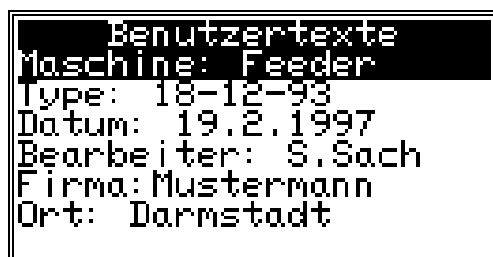 Benutzertexte
Maschine: Feeder
Type: 18-12-93
Datum: 19.2.1997
Bearbeiter: S.Sach
Firma:Mustermann
Ort: Darmstadt